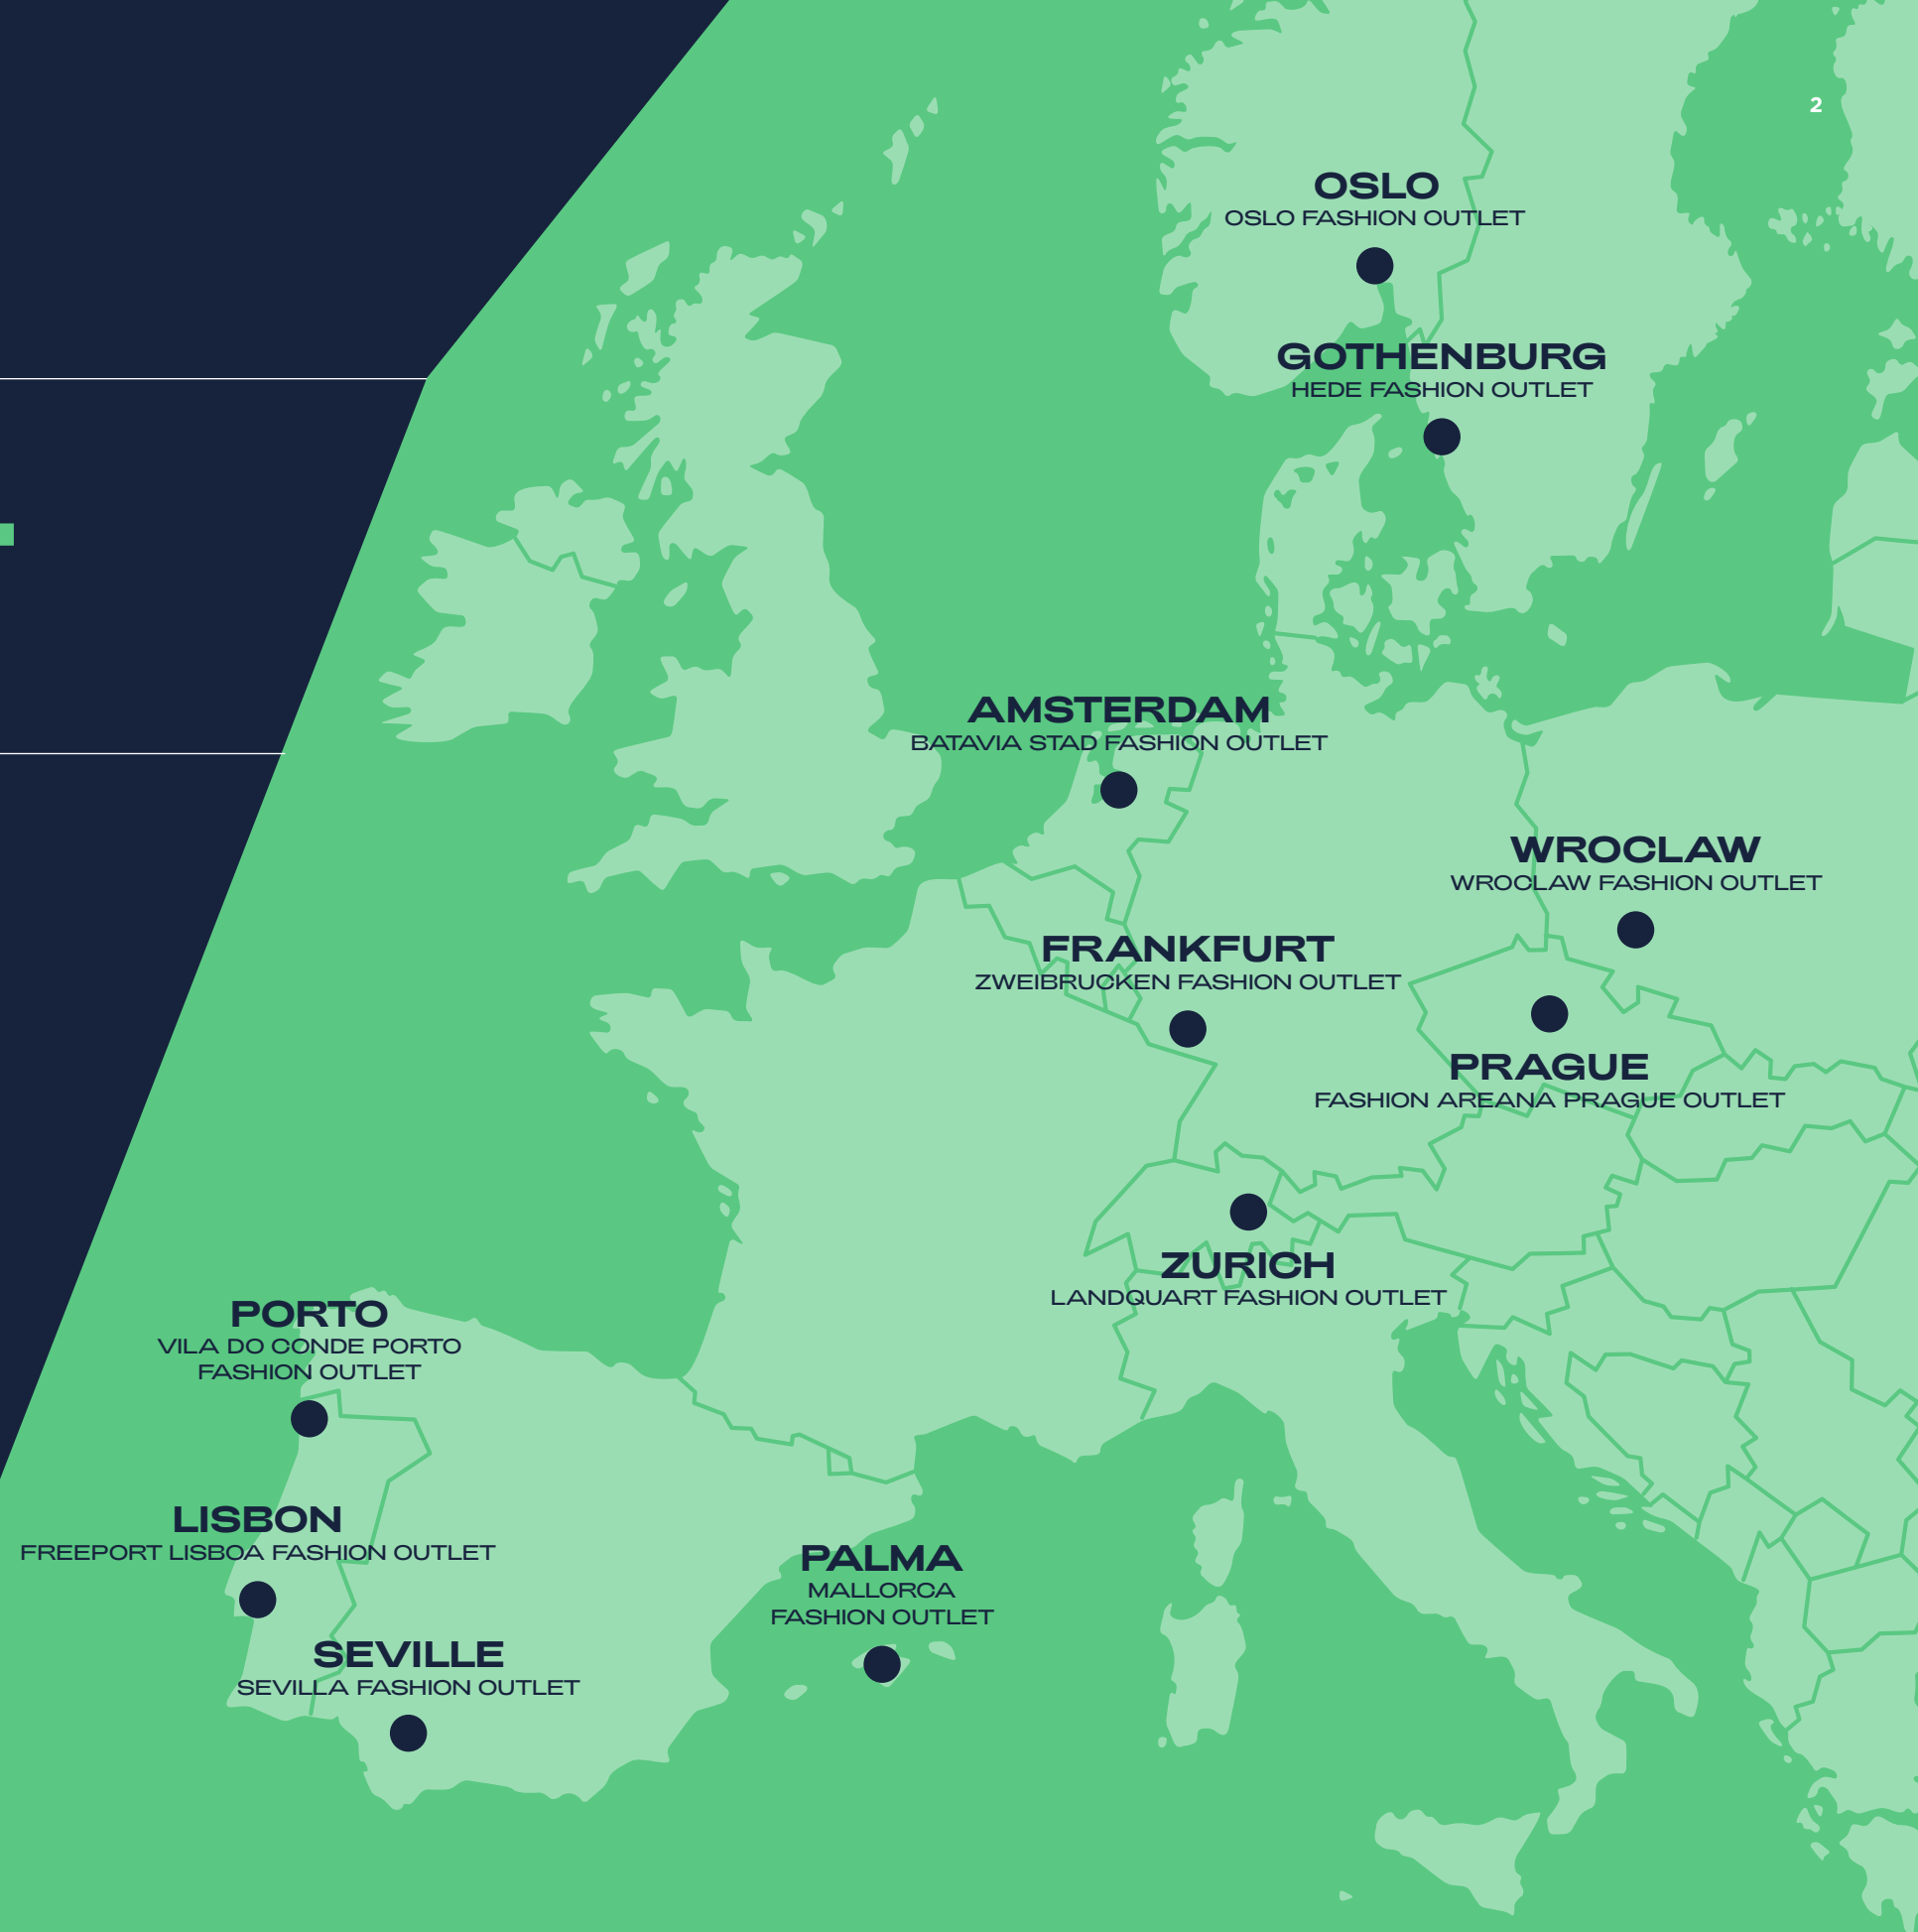 2
OSLO
OSLO FASHION OUTLET
GOTHENBURG
HEDE FASHION OUTLET
AMSTERDAM
BATAVIA STAD FASHION OUTLET
WROCLAW
WROCLAW FASHION OUTLET
FRANKFURT
ZWEIBRUCKEN FASHION OUTLET
PRAGUE
FASHION AREANA PRAGUE OUTLET
ZURICH
LANDQUART FASHION OUTLET
PORTO
VILA DO CONDE PORTO
FASHION OUTLET
LISBON
FREEPORT LISBOA FASHION OUTLET
PALMA
MALLORCA
FASHION OUTLET
SEVILLE
SEVILLA FASHION OUTLET